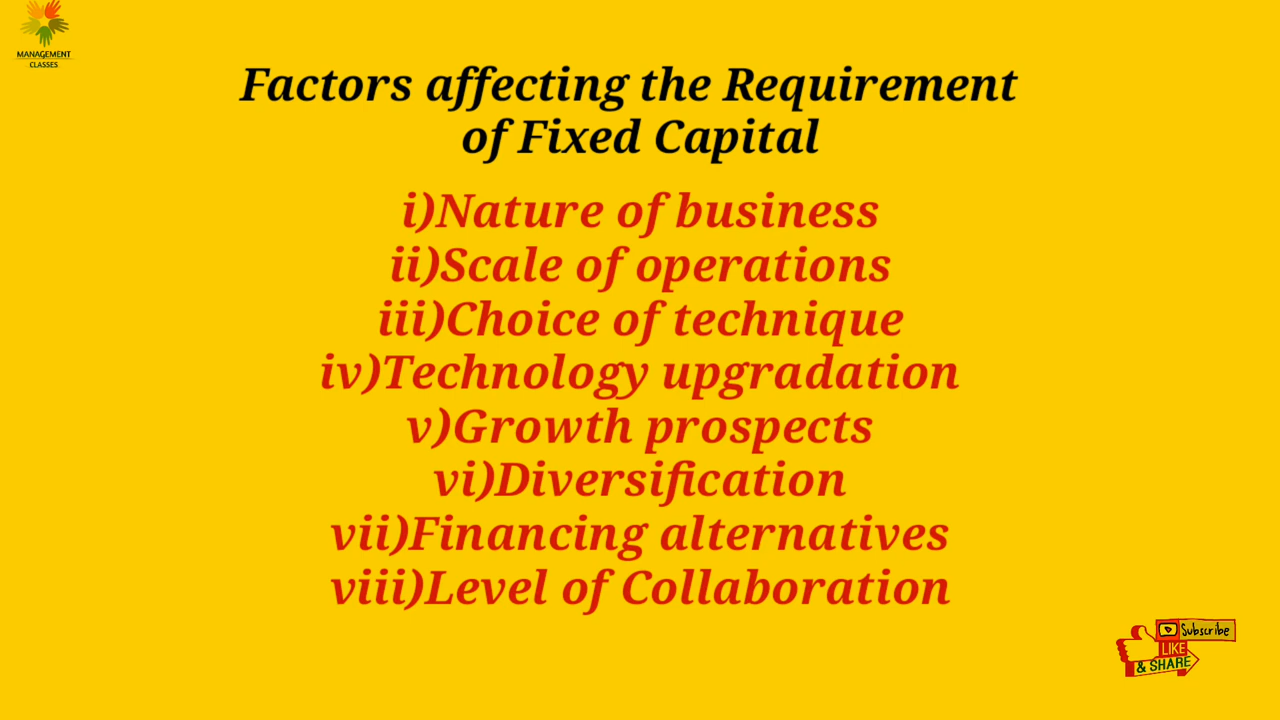 MANAGEMENT
CLASSES
Factors affecting the Requirement
of Fixed Capital
i)Nature of business
ii)Scale of operations
iii)Choice of technique
iv)Technology upgradation
v)Growth prospects
vi)Diversification
vii)Financing alternatives
viii)Level of Collaboration
Subscribe
LIKE
& SHARE